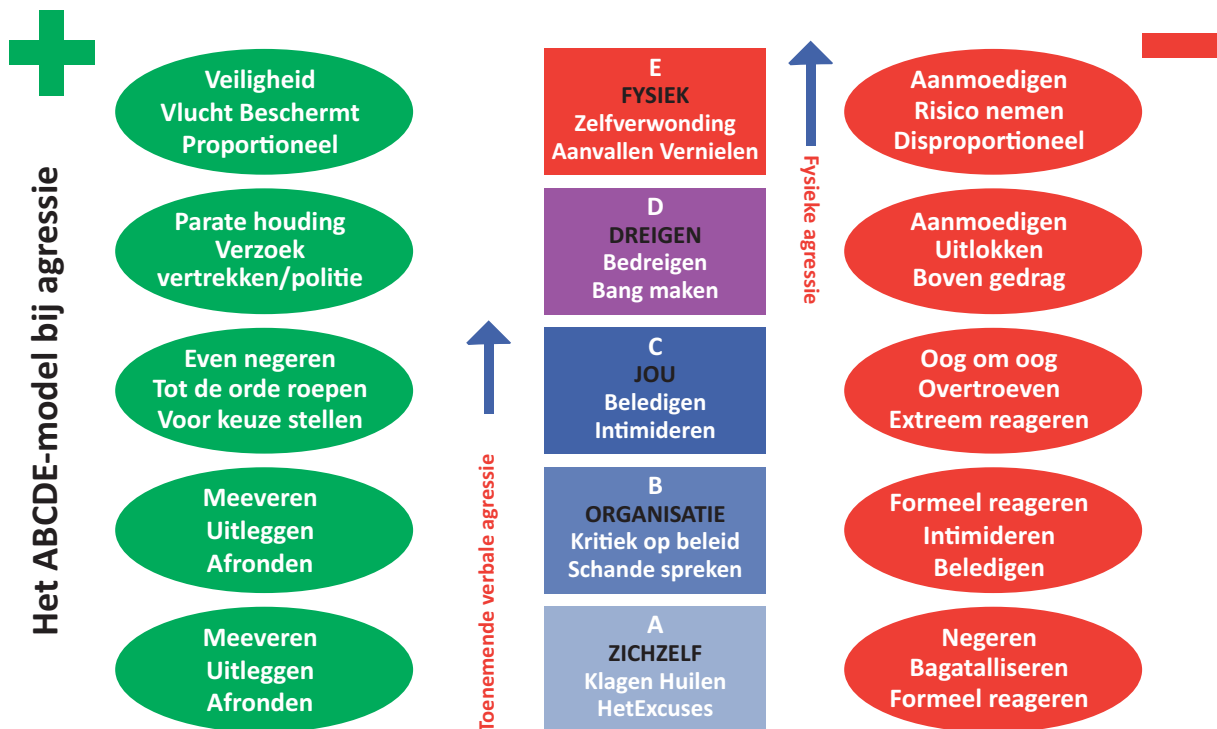 Het ABCDE-model bij agressie
Veiligheid
Vlucht Beschermt
Proportioneel
Parate houding
Verzoek
vertrekken/politie
Even negeren
Tot de orde roepen
Voor keuze stellen
Meeveren
Uitleggen
Afronden
Meeveren
Uitleggen
Afronden
Toenemende verbale agressie
E
FYSIEK
Zelfverwonding
Aanvallen Vernielen
D
DREIGEN
Bedreigen
Bang maken
C
JOU
Beledigen
Intimideren
B
ORGANISATIE
Kritiek op beleid
Schande spreken
A
ZICHZELF
Klagen Huilen
HetExcuses
Fysieke agressie
Aanmoedigen
Risico nemen
Disproportioneel
Aanmoedigen
Uitlokken
Boven gedrag
Oog om oog
Overtroeven
Extreem reageren
Formeel reageren
Intimideren
Beledigen
Negeren
Bagatalliseren
Formeel reageren